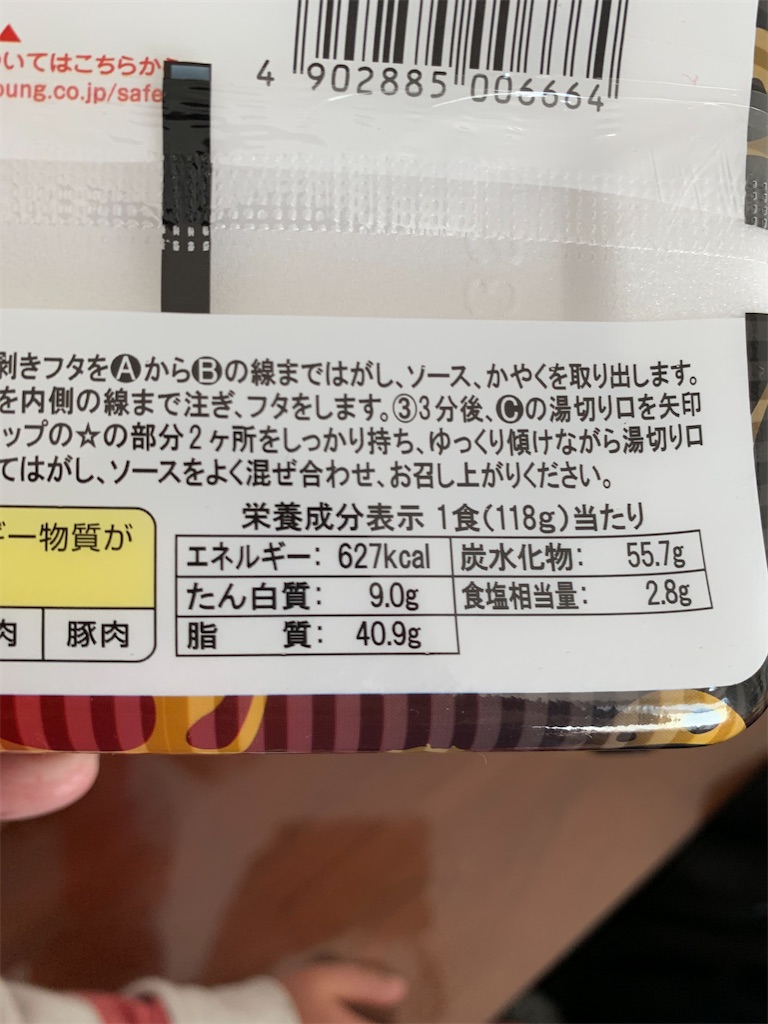 いてはこちらから
oung.co.jp/safe
4 902885 006664
剥きフタをⒶからⒷの線まではがし、ソース、かやくを取り出します。
を内側の線まで注ぎ、フタをします。③3分後、Ⓒの湯切り口を矢印
ップの☆の部分2ヶ所をしっかり持ち、ゆっくり傾けながら湯切り口
てはがし、ソースをよく混ぜ合わせ、お召し上がりください。
ギー物質が
肉 豚肉
栄養成分表示 1食(118g)当たり
エネルギー: 627kcal 炭水化物: 55.7g
たん白質: 9.0g 食塩相当量: 2.8g
脂 質: 40.9g